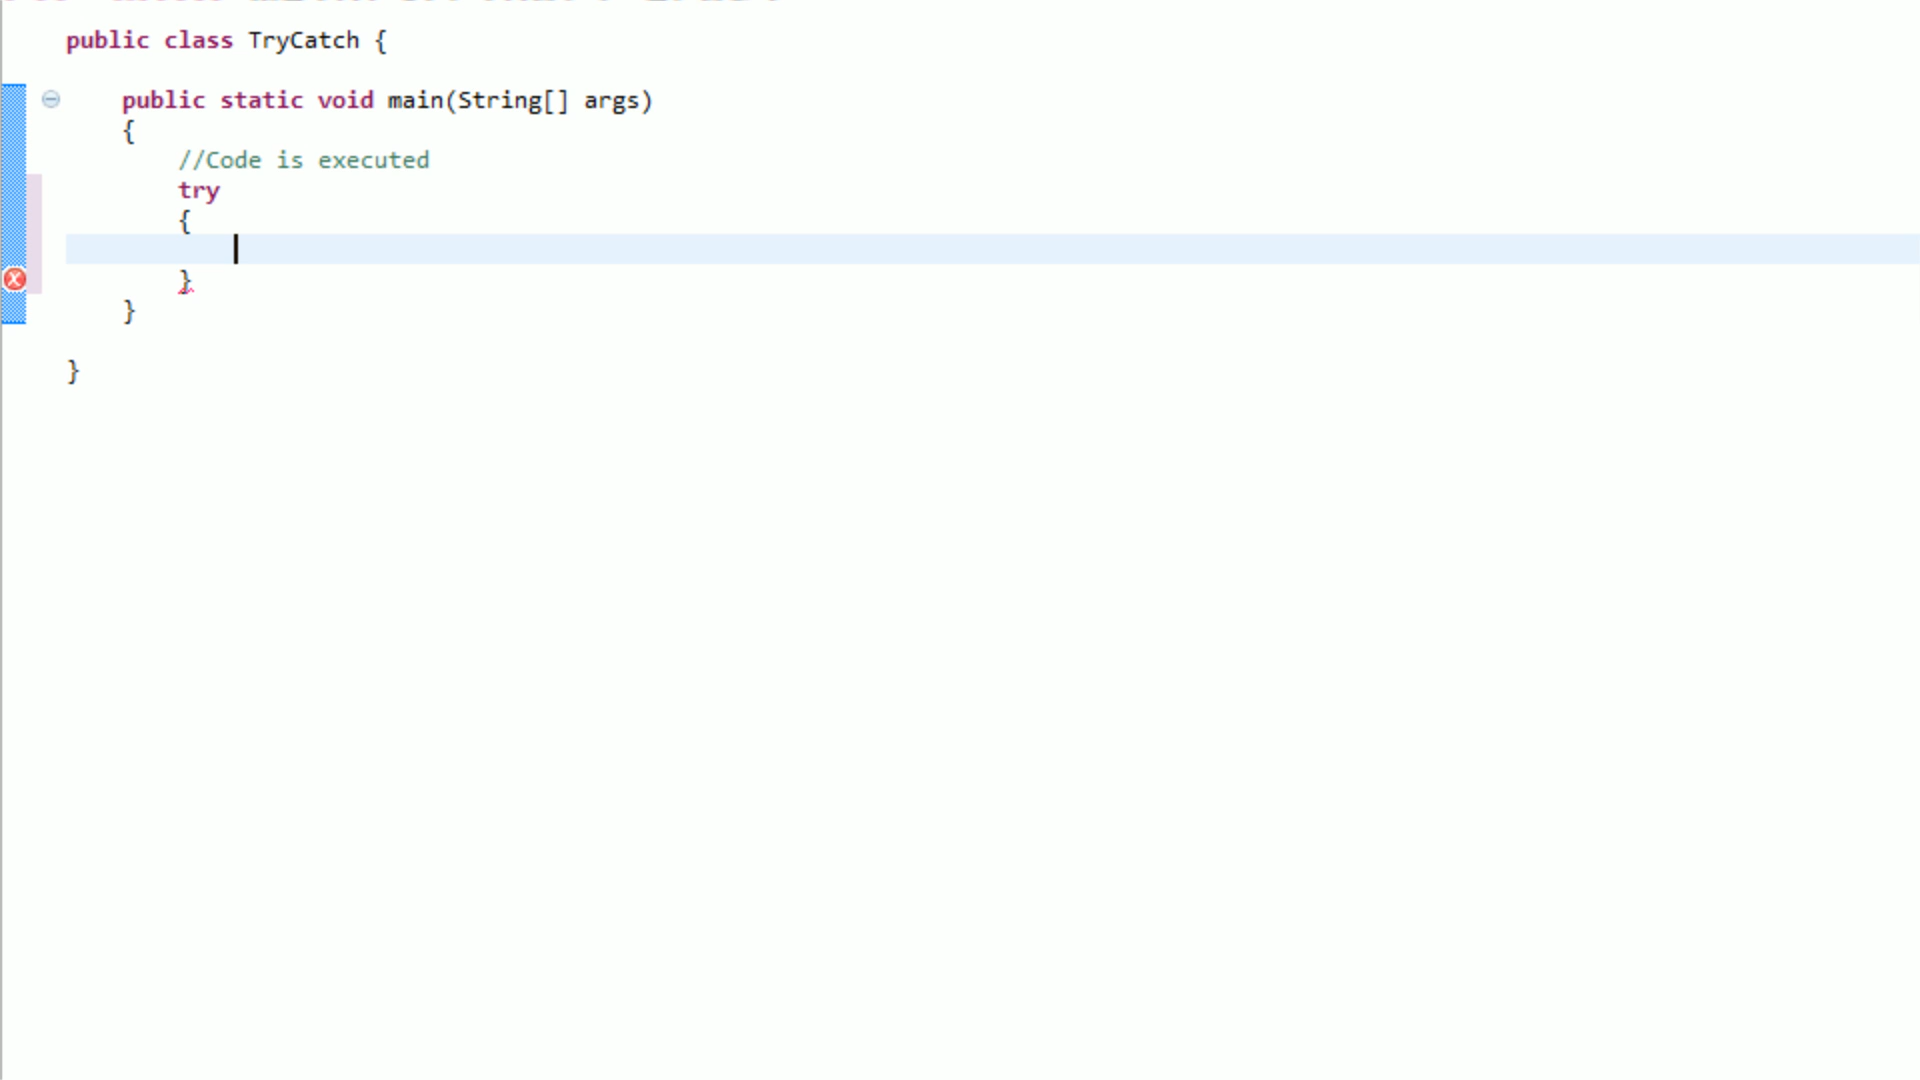 public class TryCatch {
public static void main(String[] args)
{
//Code is executed
try
{
}
}
}